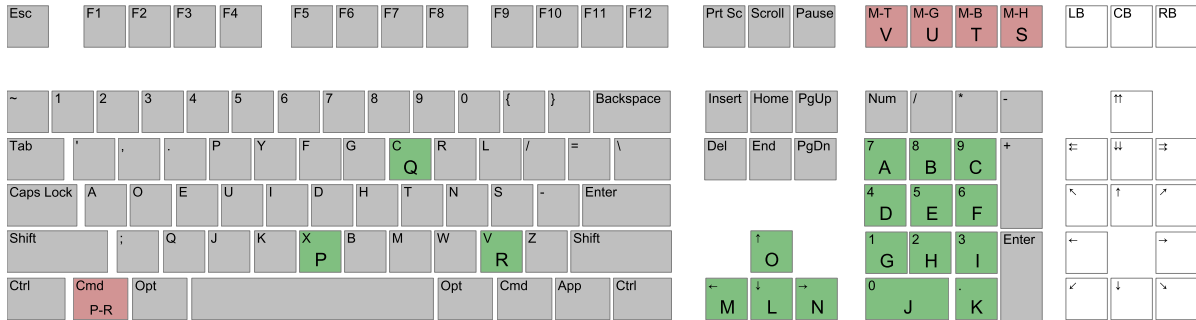 Esc F1 F2 F3 F4 F5 F6 F7 F8 F9 F10 F11 F12 Prt Sc Scroll Pause M-T M-G M-B M-H LB CB RB
V U T S
~ 1 2 3 4 5 6 7 8 9 0 { } Backspace Insert Home PgUp Num / * - ⇈
Tab ' , . P Y F G C R L / = \ Del End PgDn 7 8 9 + ⇇ ⇊ ⇉
Q A B C
Caps Lock A O E U I D H T N S - Enter 4 5 6 ↖ ↑ ↗
D E F
Shift ; Q J K X B M W V Z Shift ↑ 1 2 3 Enter ← →
P R O G H I
Ctrl Cmd Opt Opt Cmd App Ctrl ← ↓ → 0 . ↙ ↓ ↘
P-R M L N J K